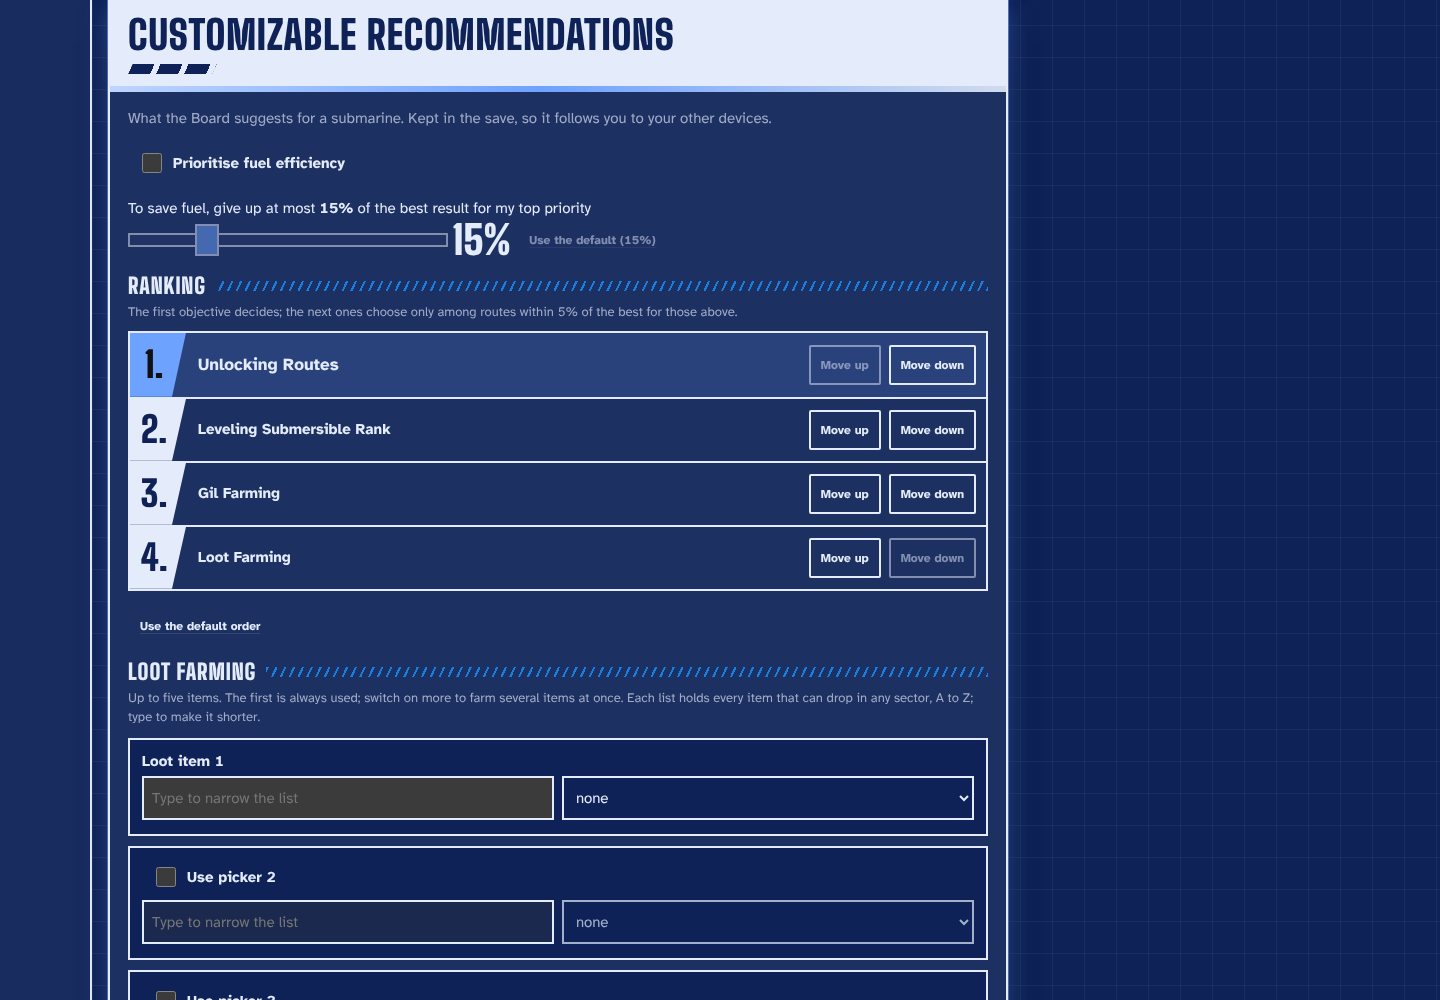 CUSTOMIZABLE RECOMMENDATIONS
What the Board suggests for a submarine. Kept in the save, so it follows you to your other devices.
Prioritise fuel efficiency
To save fuel, give up at most 15% of the best result for my top priority
15% Use the default (15%)
RANKING
The first objective decides; the next ones choose only among routes within 5% of the best for those above.
1. Unlocking Routes Move up Move down
2. Leveling Submersible Rank Move up Move down
3. Gil Farming Move up Move down
4. Loot Farming Move up Move down
Use the default order
LOOT FARMING
Up to five items. The first is always used; switch on more to farm several items at once. Each list holds every item that can drop in any sector, A to Z;
type to make it shorter.
Loot item 1
Type to narrow the list none
Use picker 2
Type to narrow the list none
Use picker 3